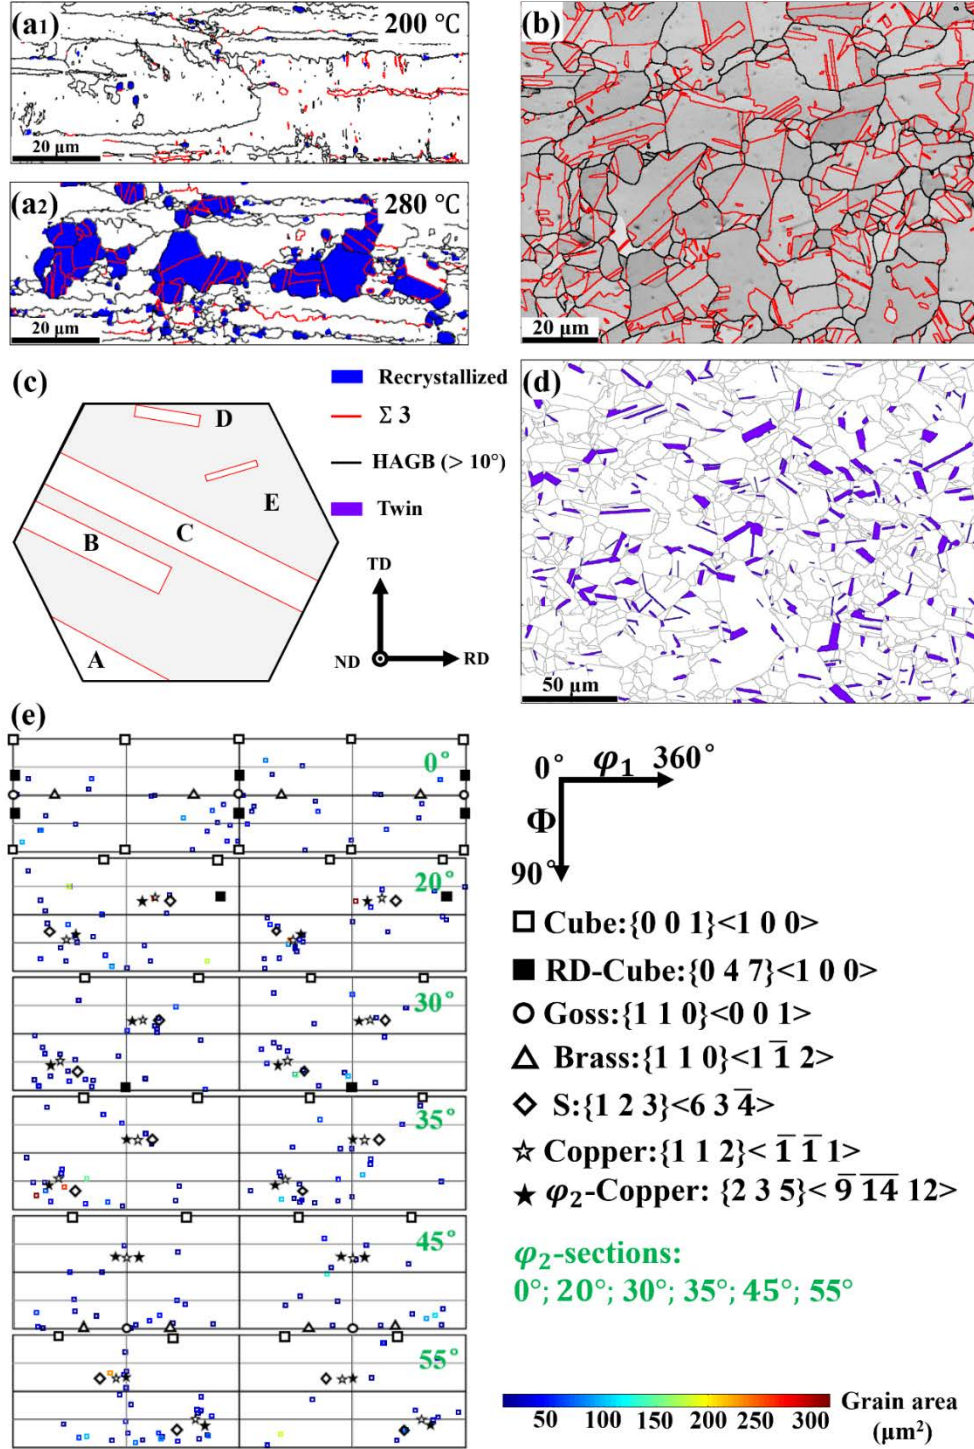 (a1) 200 ℃
20 μm
(a2) 280 ℃
20 μm
(b)
20 μm
(c)
A
B
C
D
E
Recrystallized
Σ 3
HAGB (> 10°)
Twin
TD
ND
RD
(d)
50 μm
(e)
0°
20°
30°
35°
45°
55°
0° φ1 360°
Φ
90°
Cube:{0 0 1}<1 0 0>
RD-Cube:{0 4 7}<1 0 0>
Goss:{1 1 0}<0 0 1>
Brass:{1 1 0}<1 1̅ 2>
S:{1 2 3}<6 3 4̅>
Copper:{1 1 2}< 1̅ 1̅ 1>
φ2-Copper: {2 3 5}< 9̅ 1̅4̅ 12>
φ2-sections:
0°; 20°; 30°; 35°; 45°; 55°
50 100 150 200 250 300
Grain area
(μm²)